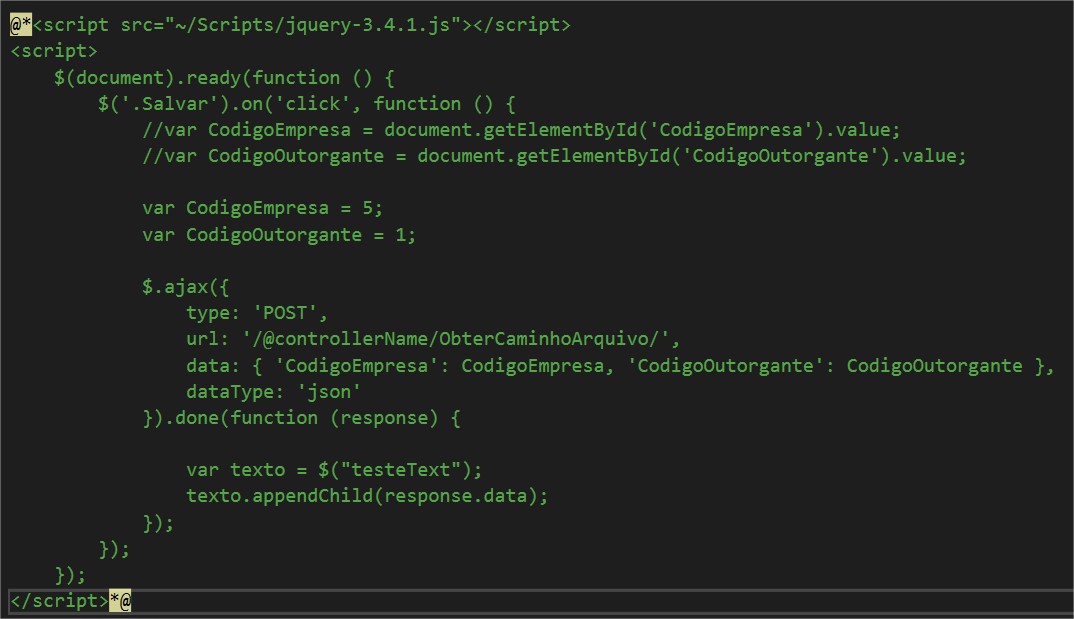 @*<script src="~/Scripts/jquery-3.4.1.js"></script>
<script>
    $(document).ready(function () {
        $('.Salvar').on('click', function () {
            //var CodigoEmpresa = document.getElementById('CodigoEmpresa').value;
            //var CodigoOutorgante = document.getElementById('CodigoOutorgante').value;

            var CodigoEmpresa = 5;
            var CodigoOutorgante = 1;

            $.ajax({
                type: 'POST',
                url: '/@controllerName/ObterCaminhoArquivo/',
                data: { 'CodigoEmpresa': CodigoEmpresa, 'CodigoOutorgante': CodigoOutorgante },
                dataType: 'json'
            }).done(function (response) {

                var texto = $("testeText");
                texto.appendChild(response.data);
            });
        });
    });
</script>*@